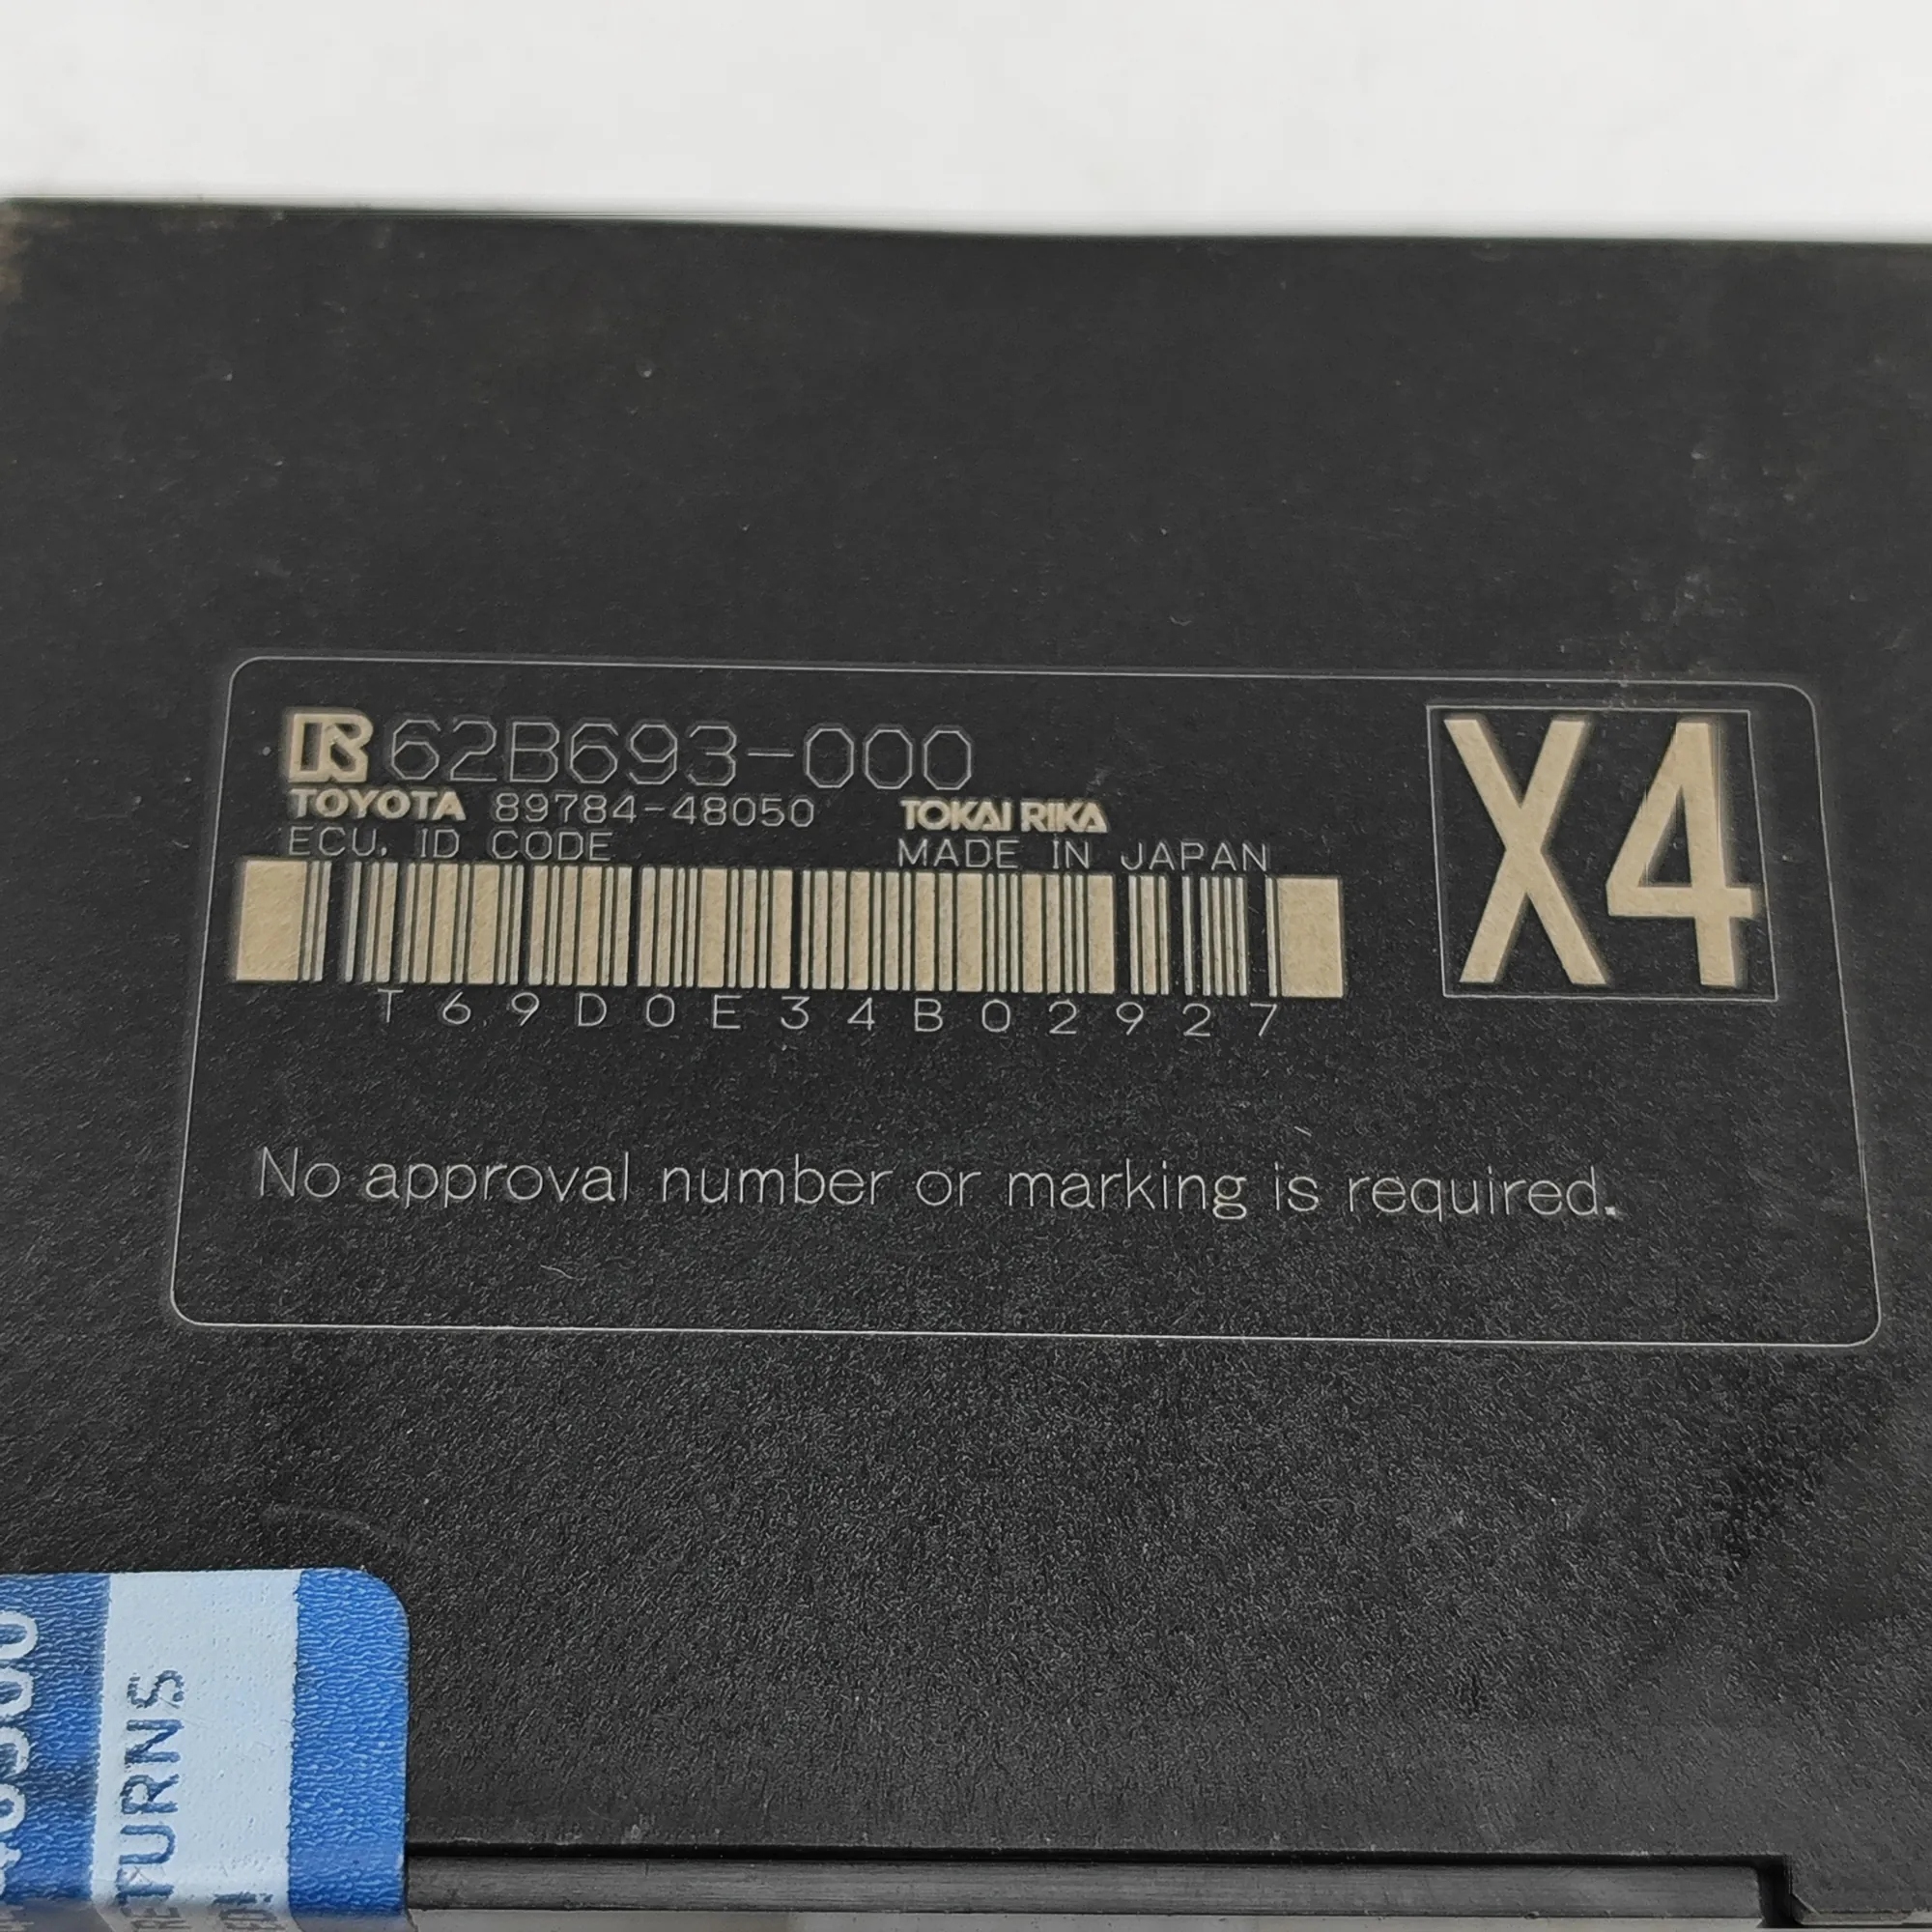 62B693-000
TOYOTA 89784-48050 TOKAI RIKA
ECU. ID CODE MADE IN JAPAN
T69D0E34B02927
X4
No approval number or marking is required.